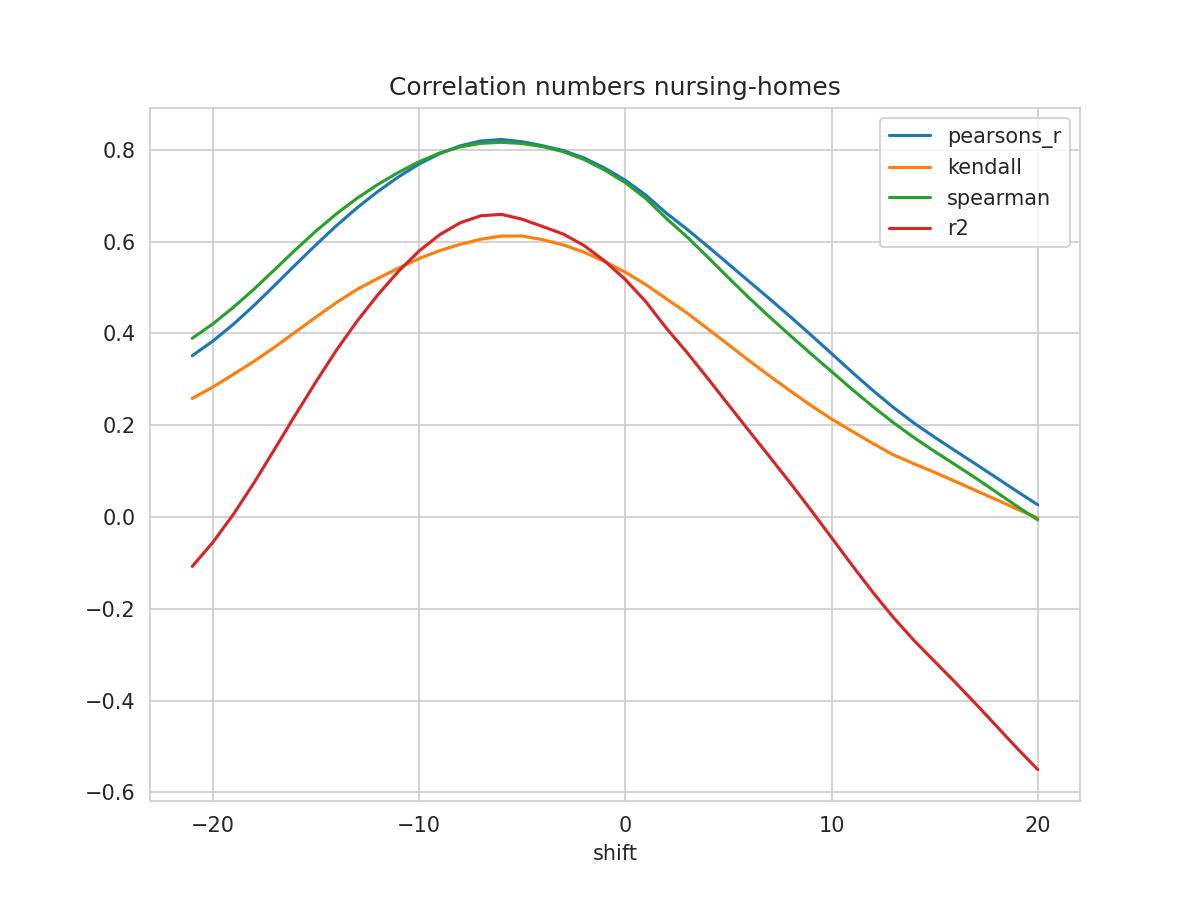 Correlation numbers nursing-homes
pearsons_r
kendall
spearman
r2
0.8
0.6
0.4
0.2
0.0
−0.2
−0.4
−0.6
−20
−10
0
10
20
shift